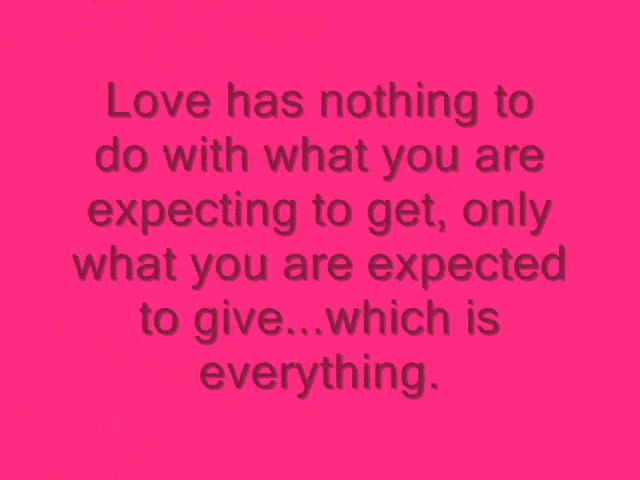 Love has nothing to
do with what you are
expecting to get, only
what you are expected
to give...which is
everything.